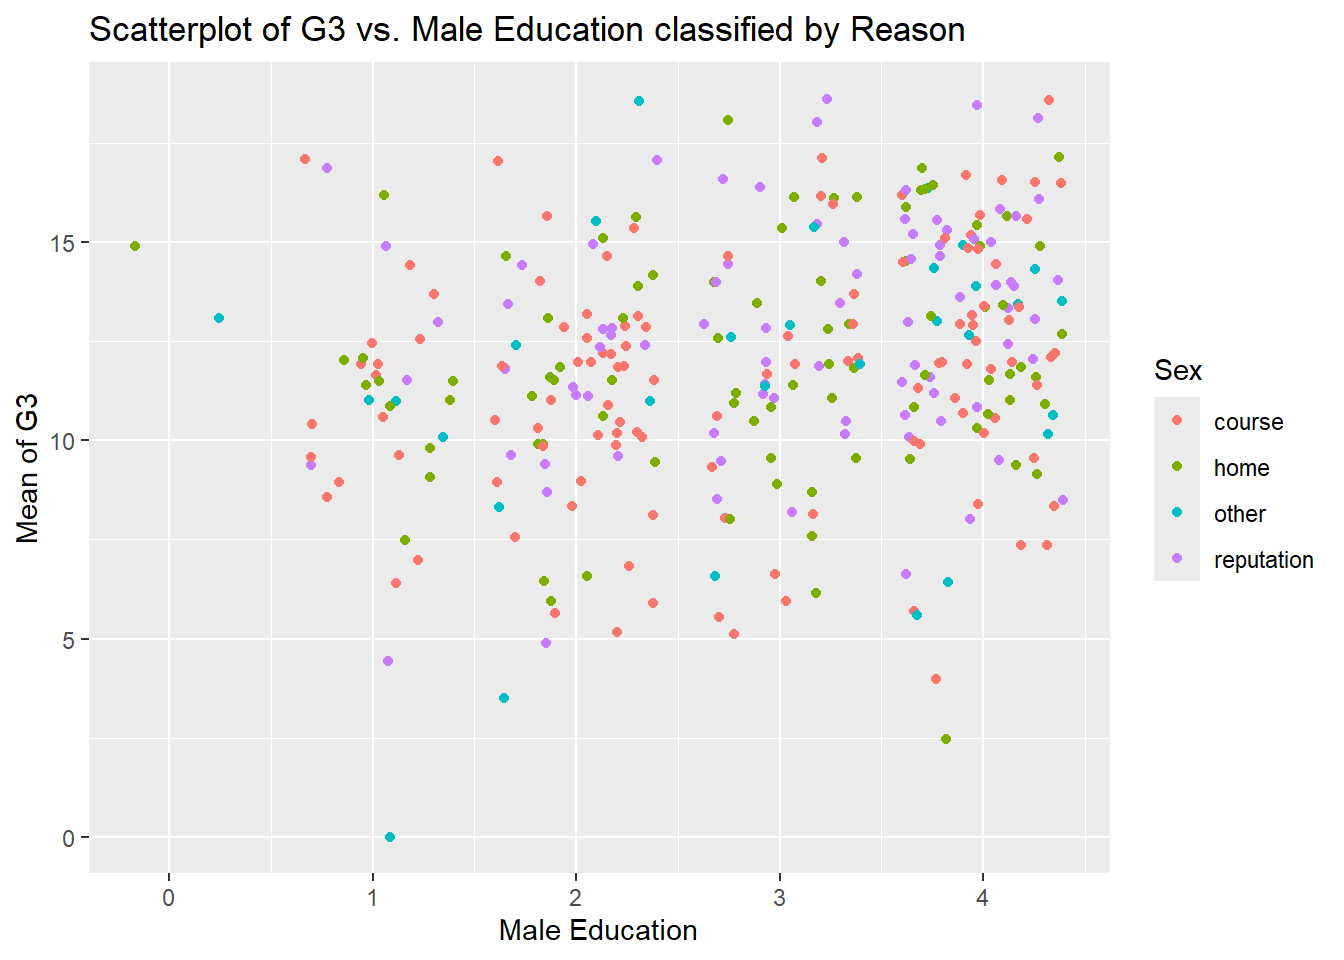 Scatterplot of G3 vs. Male Education classified by Reason
Mean of G3
15
10
5
0
0 1 2 3 4
Male Education
Sex
course
home
other
reputation